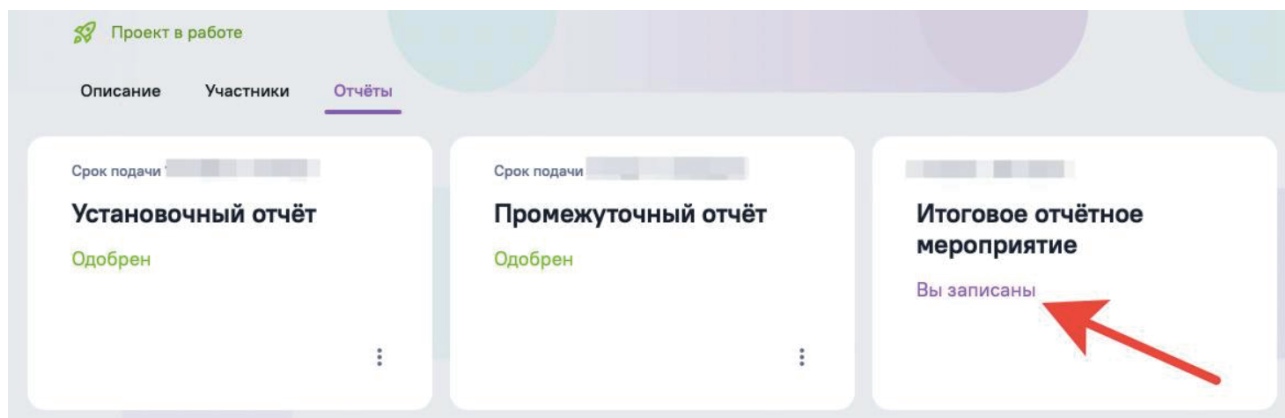 Проект в работе
Описание Участники Отчёты
Срок подачи
Установочный отчёт
Одобрен
Срок подачи
Промежуточный отчёт
Одобрен
Итоговое отчётное
мероприятие
Вы записаны